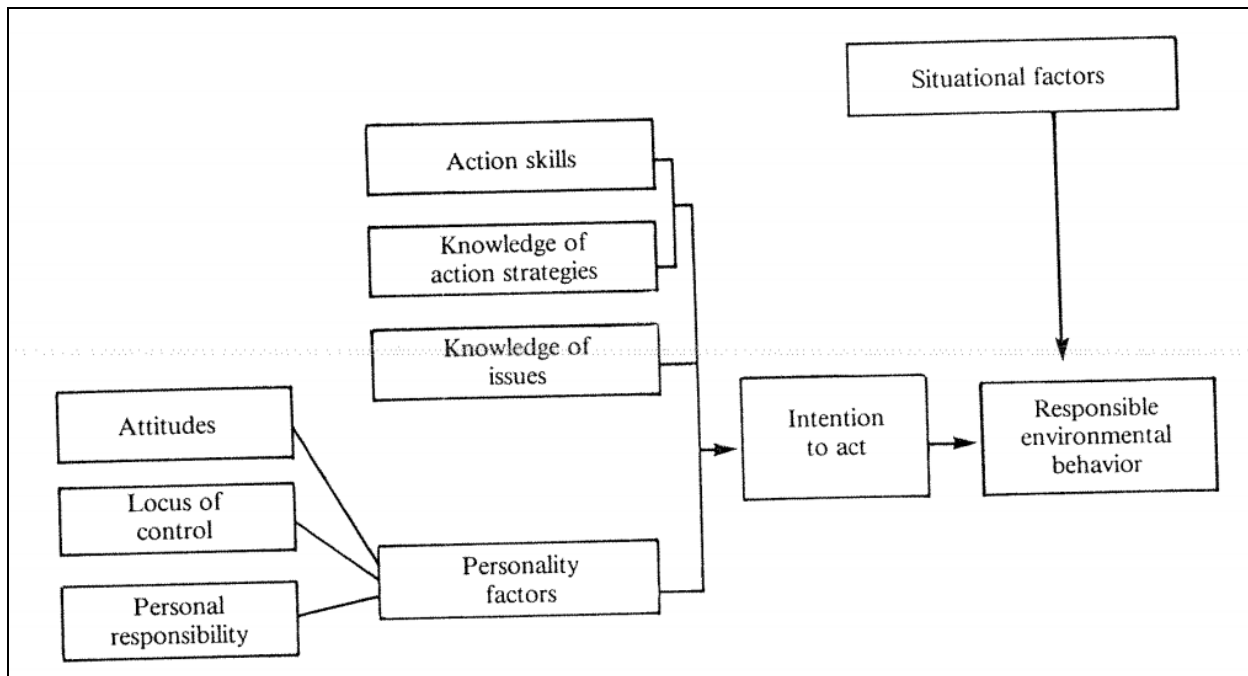 Situational factors
Action skills
Knowledge of
action strategies
Knowledge of
issues
Attitudes
Locus of
control
Personal
responsibility
Personality
factors
Intention
to act
Responsible
environmental
behavior